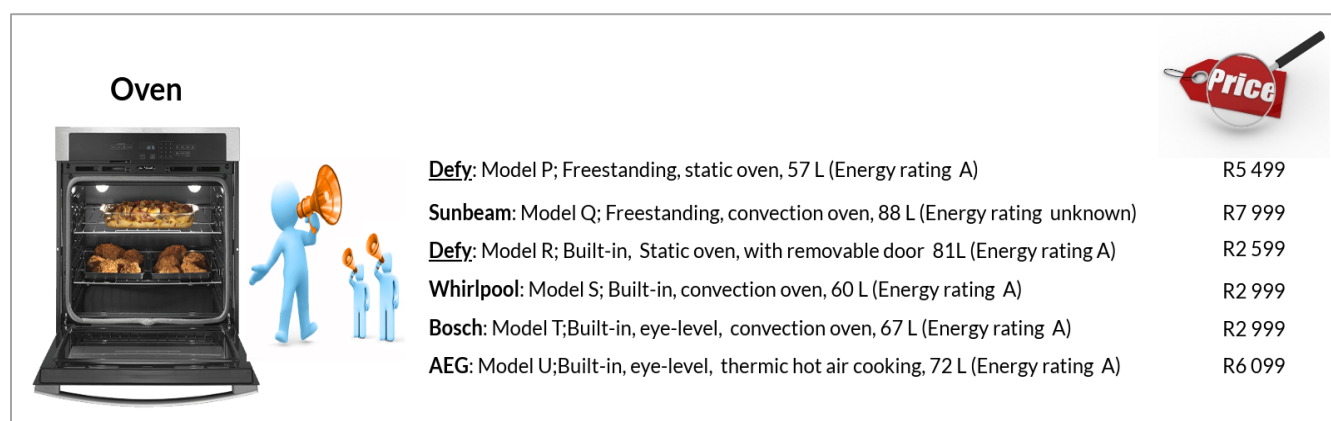 Price
Oven
Defy: Model P; Freestanding, static oven, 57 L (Energy rating A) R5 499
Sunbeam: Model Q; Freestanding, convection oven, 88 L (Energy rating unknown) R7 999
Defy: Model R; Built-in, Static oven, with removable door 81L (Energy rating A) R2 599
Whirlpool: Model S; Built-in, convection oven, 60 L (Energy rating A) R2 999
Bosch: Model T;Built-in, eye-level, convection oven, 67 L (Energy rating A) R2 999
AEG: Model U;Built-in, eye-level, thermic hot air cooking, 72 L (Energy rating A) R6 099